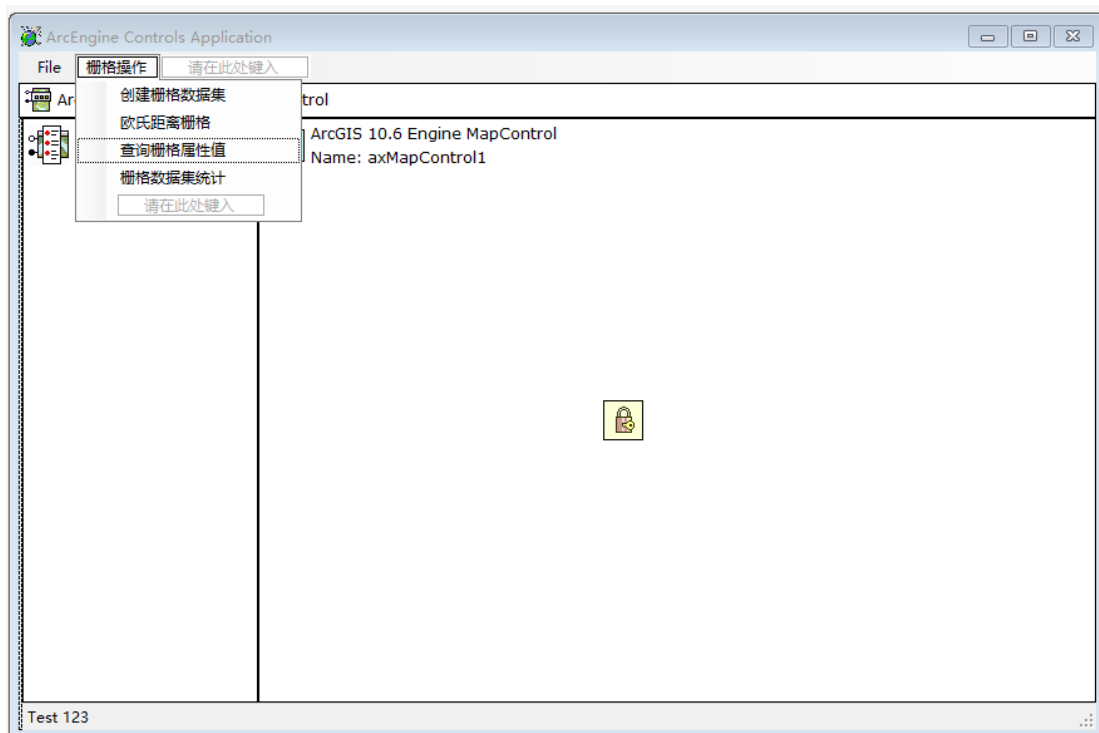 ArcEngine Controls Application
File 栅格操作 请在此处键入
Ar trol
创建栅格数据集
欧氏距离栅格
查询栅格属性值
栅格数据集统计
请在此处键入
ArcGIS 10.6 Engine MapControl
Name: axMapControl1
Test 123